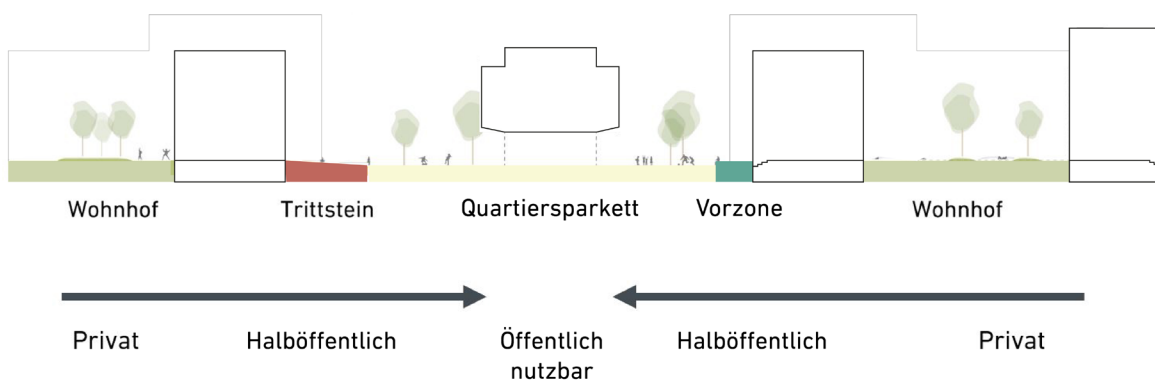 Wohnhof Trittstein Quartiersparkett Vorzone Wohnhof
Privat Halböffentlich Öffentlich Halböffentlich Privat
nutzbar